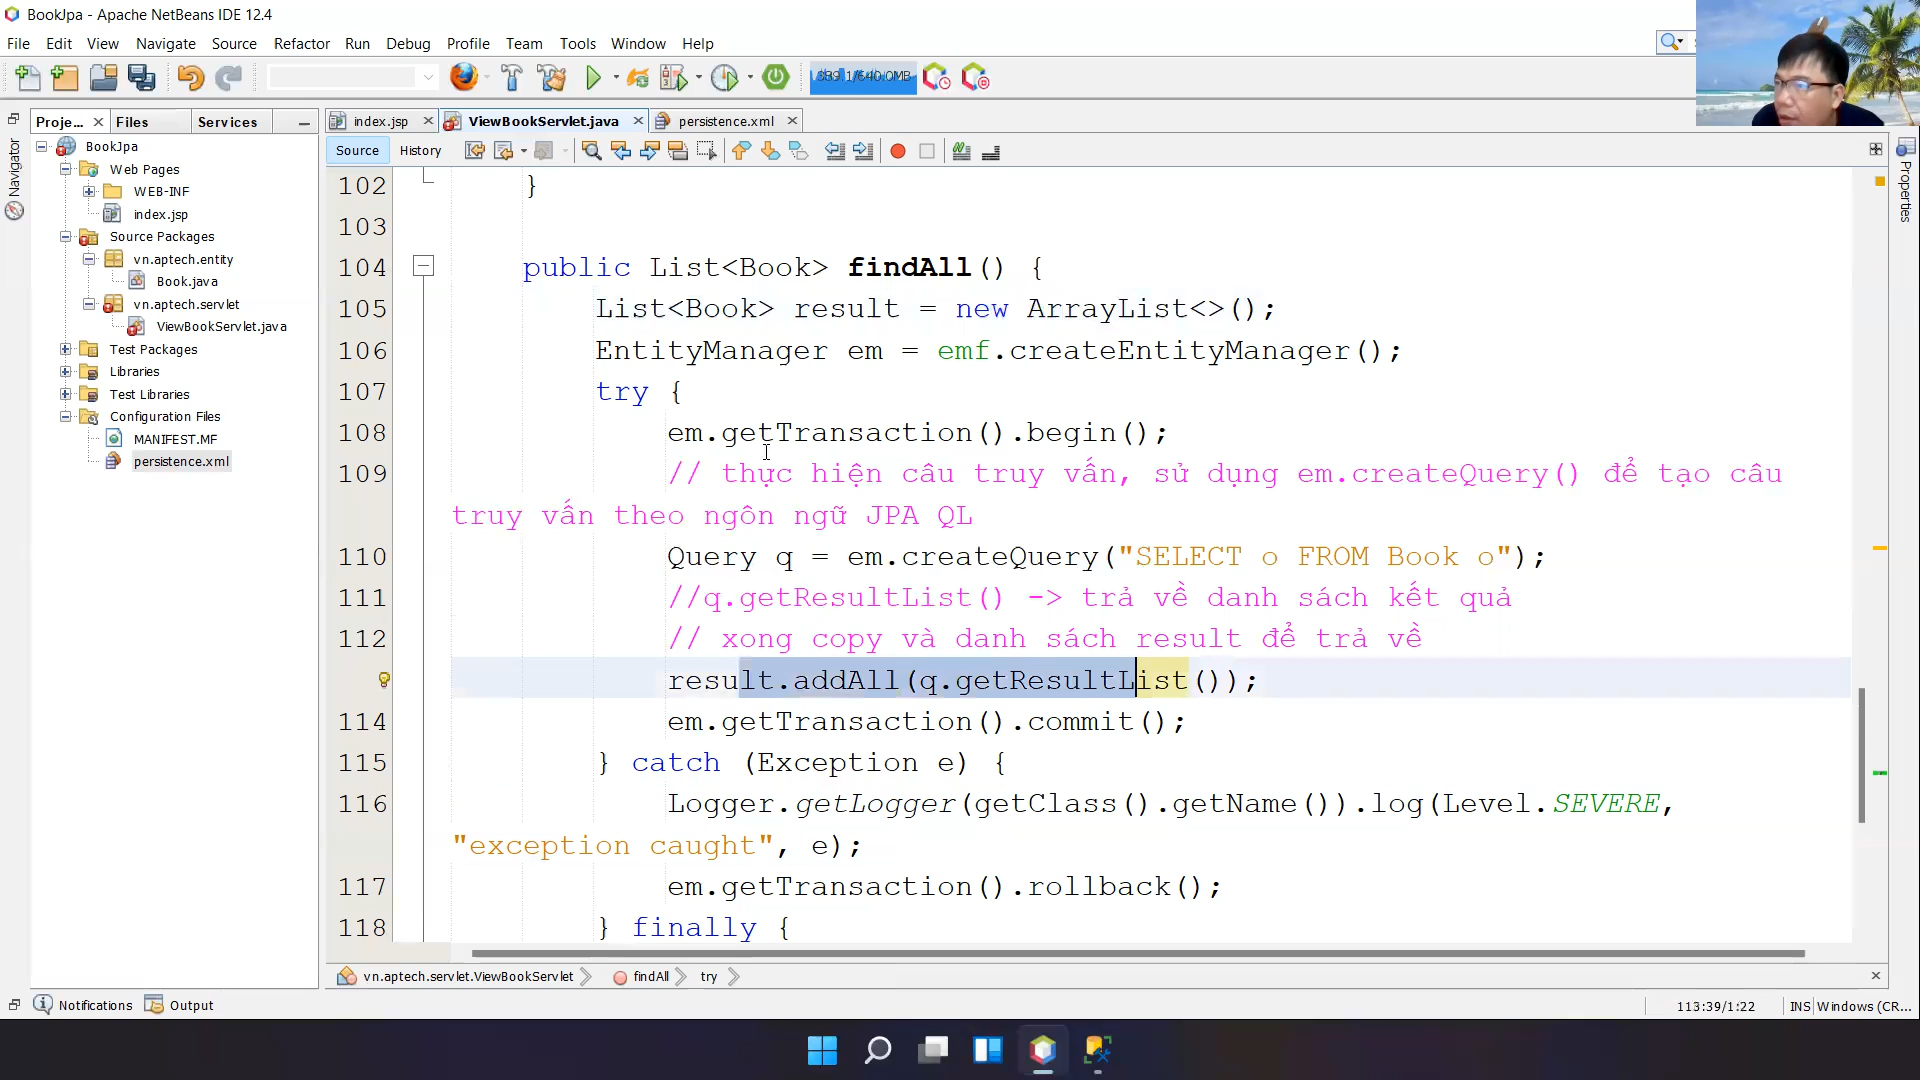 BookJpa - Apache NetBeans IDE 12.4
File Edit View Navigate Source Refactor Run Debug Profile Team Tools Window Help
Proje... Files Services
index.jsp ViewBookServlet.java persistence.xml
Source History
Navigator
Properties
BookJpa
Web Pages
WEB-INF
index.jsp
Source Packages
vn.aptech.entity
Book.java
vn.aptech.servlet
ViewBookServlet.java
Test Packages
Libraries
Test Libraries
Configuration Files
MANIFEST.MF
persistence.xml
102 }
103
104 public List<Book> findAll() {
105 List<Book> result = new ArrayList<>();
106 EntityManager em = emf.createEntityManager();
107 try {
108 em.getTransaction().begin();
109 // thực hiện câu truy vấn, sử dụng em.createQuery() để tạo câu
truy vấn theo ngôn ngữ JPA QL
110 Query q = em.createQuery("SELECT o FROM Book o");
111 //q.getResultList() -> trả về danh sách kết quả
112 // xong copy và danh sách result để trả về
result.addAll(q.getResultList());
114 em.getTransaction().commit();
115 } catch (Exception e) {
116 Logger.getLogger(getClass().getName()).log(Level.SEVERE,
"exception caught", e);
117 em.getTransaction().rollback();
118 } finally {
vn.aptech.servlet.ViewBookServlet findAll try
Notifications Output
113:39/1:22 INS Windows (CR...